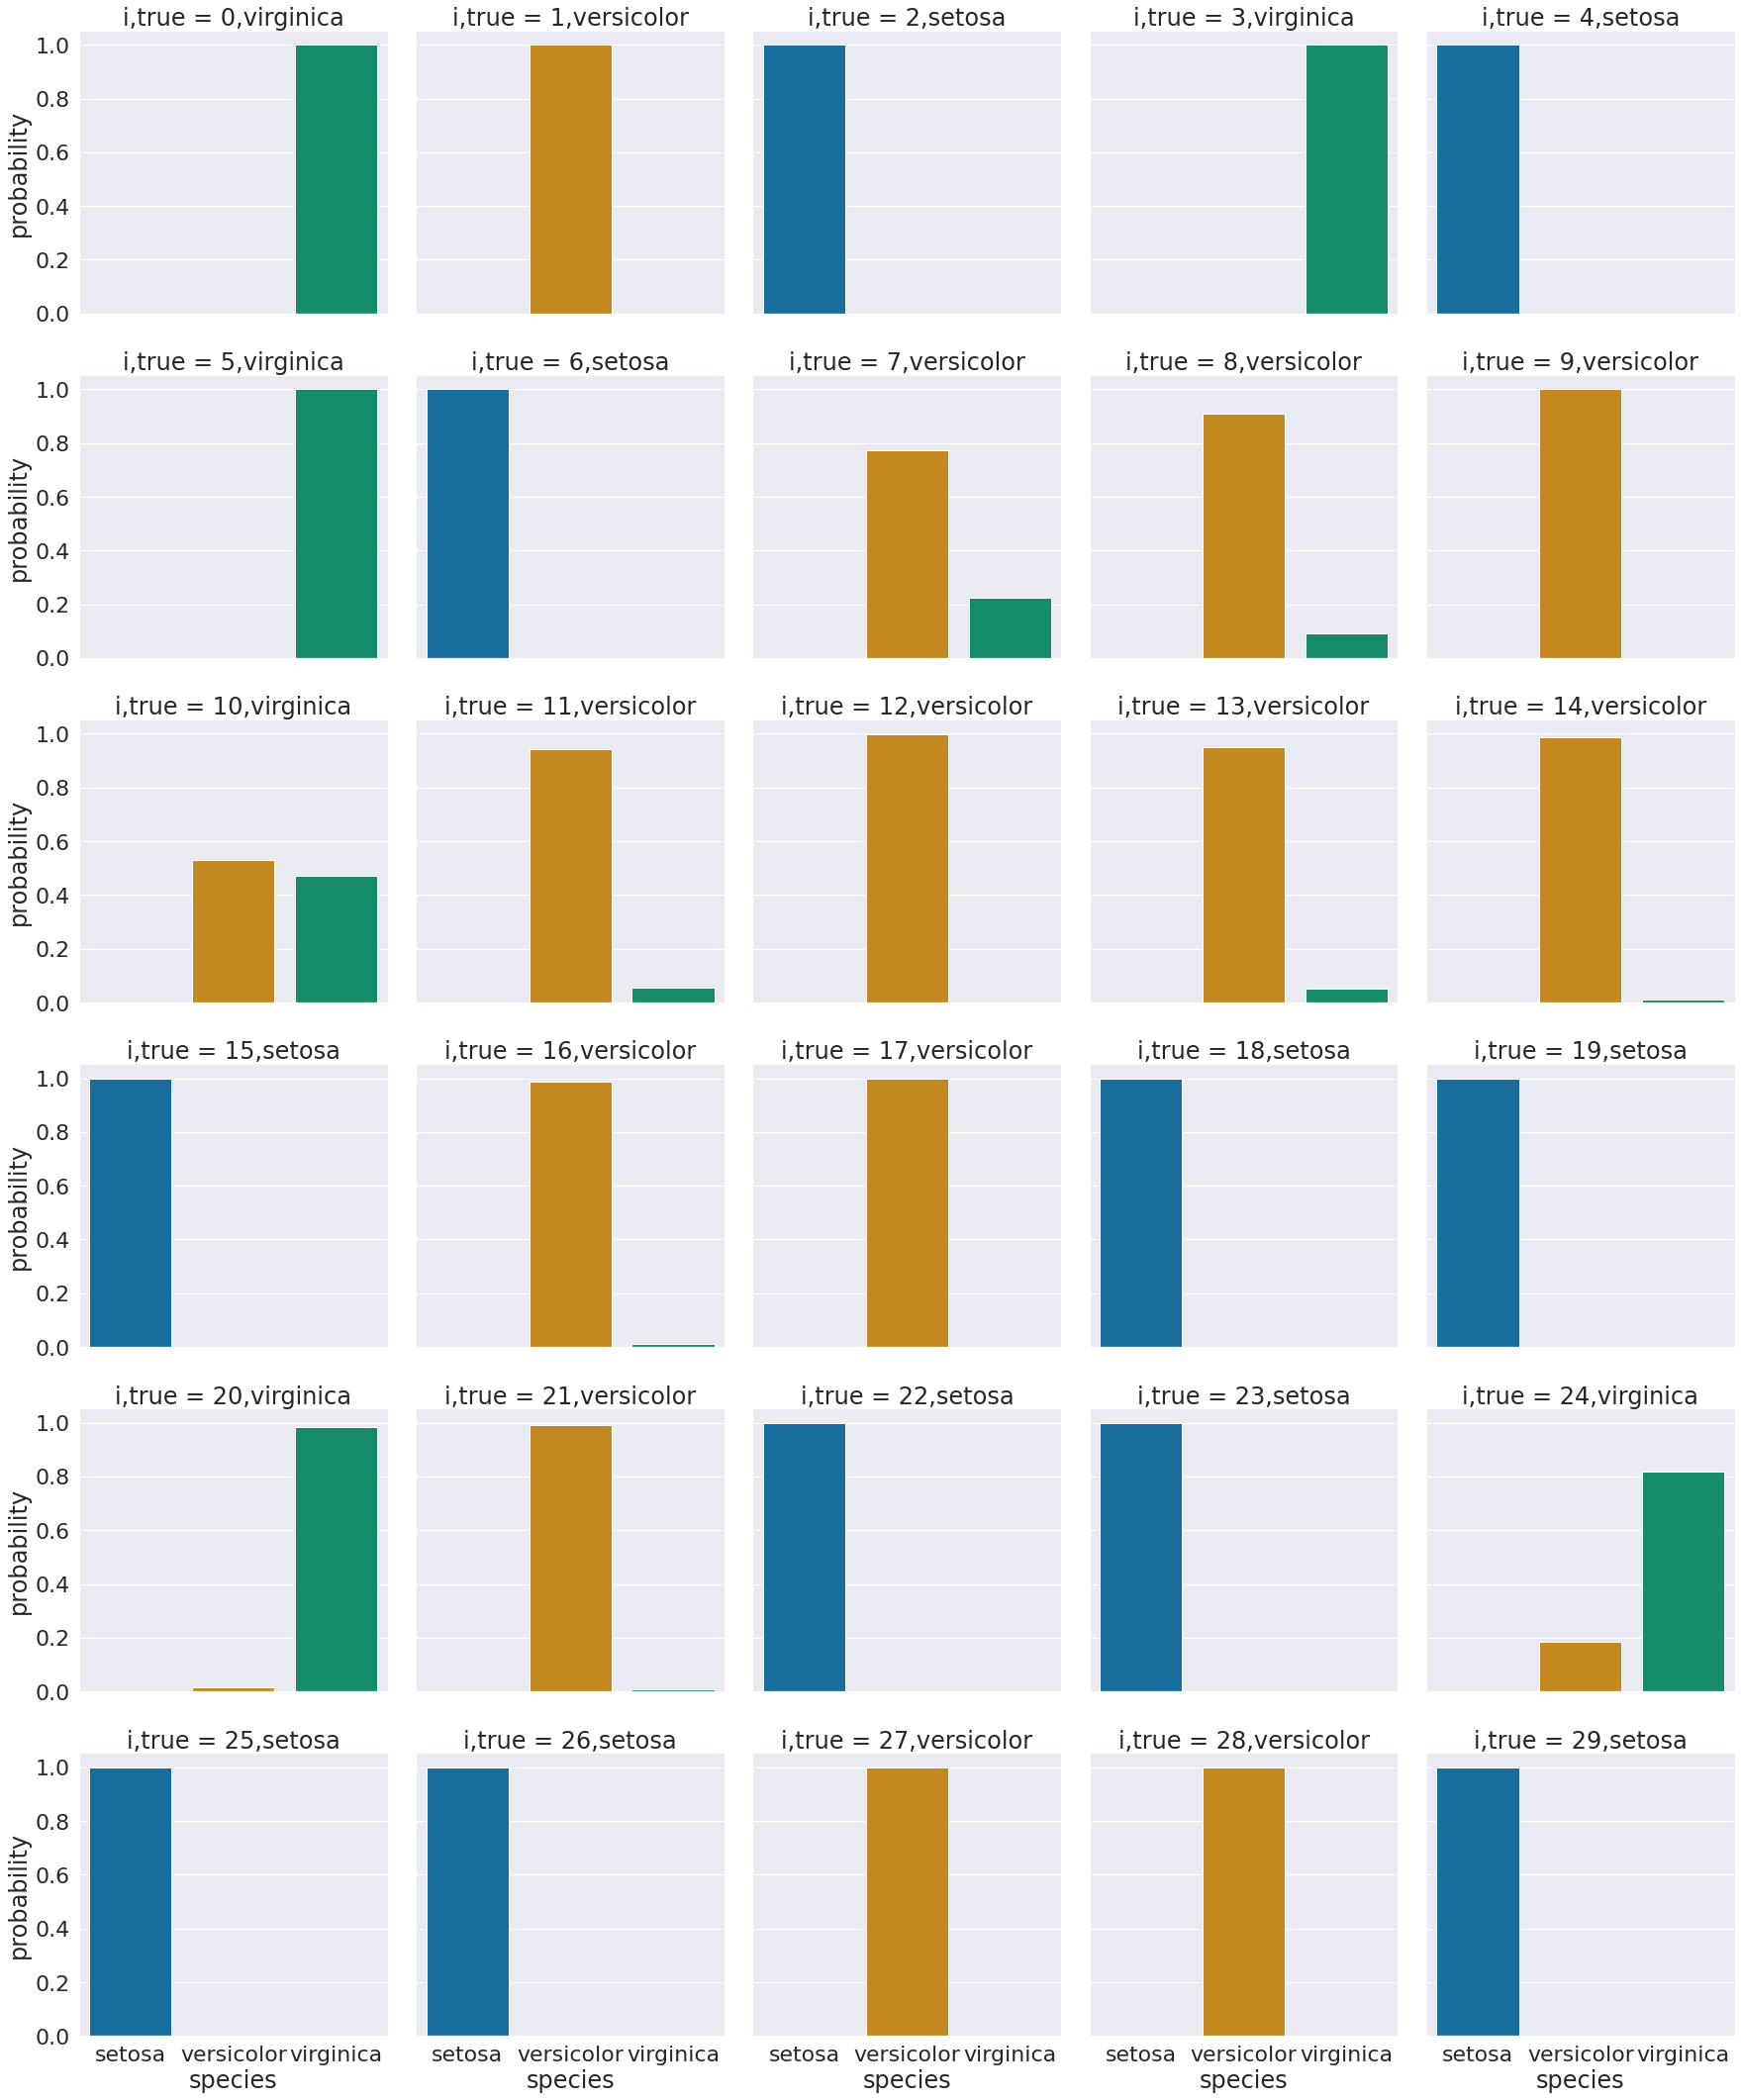 i,true = 0,virginica
i,true = 1,versicolor
i,true = 2,setosa
i,true = 3,virginica
i,true = 4,setosa
1.0
0.8
0.6
0.4
0.2
0.0
probability
i,true = 5,virginica
i,true = 6,setosa
i,true = 7,versicolor
i,true = 8,versicolor
i,true = 9,versicolor
1.0
0.8
0.6
0.4
0.2
0.0
probability
i,true = 10,virginica
i,true = 11,versicolor
i,true = 12,versicolor
i,true = 13,versicolor
i,true = 14,versicolor
1.0
0.8
0.6
0.4
0.2
0.0
probability
i,true = 15,setosa
i,true = 16,versicolor
i,true = 17,versicolor
i,true = 18,setosa
i,true = 19,setosa
1.0
0.8
0.6
0.4
0.2
0.0
probability
i,true = 20,virginica
i,true = 21,versicolor
i,true = 22,setosa
i,true = 23,setosa
i,true = 24,virginica
1.0
0.8
0.6
0.4
0.2
0.0
probability
i,true = 25,setosa
i,true = 26,setosa
i,true = 27,versicolor
i,true = 28,versicolor
i,true = 29,setosa
1.0
0.8
0.6
0.4
0.2
0.0
probability
setosa versicolor virginica
species
setosa versicolor virginica
species
setosa versicolor virginica
species
setosa versicolor virginica
species
setosa versicolor virginica
species